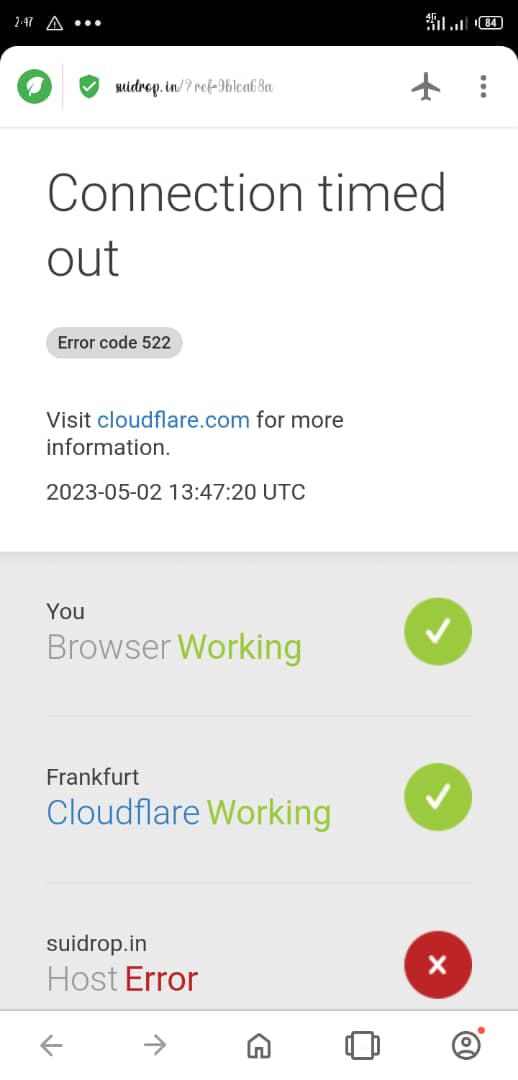 2:47
4G
84
suidrop.in/?ref=9b1ca68a
Connection timed
out
Error code 522
Visit cloudflare.com for more
information.
2023-05-02 13:47:20 UTC
You
Browser Working
Frankfurt
Cloudflare Working
suidrop.in
Host Error